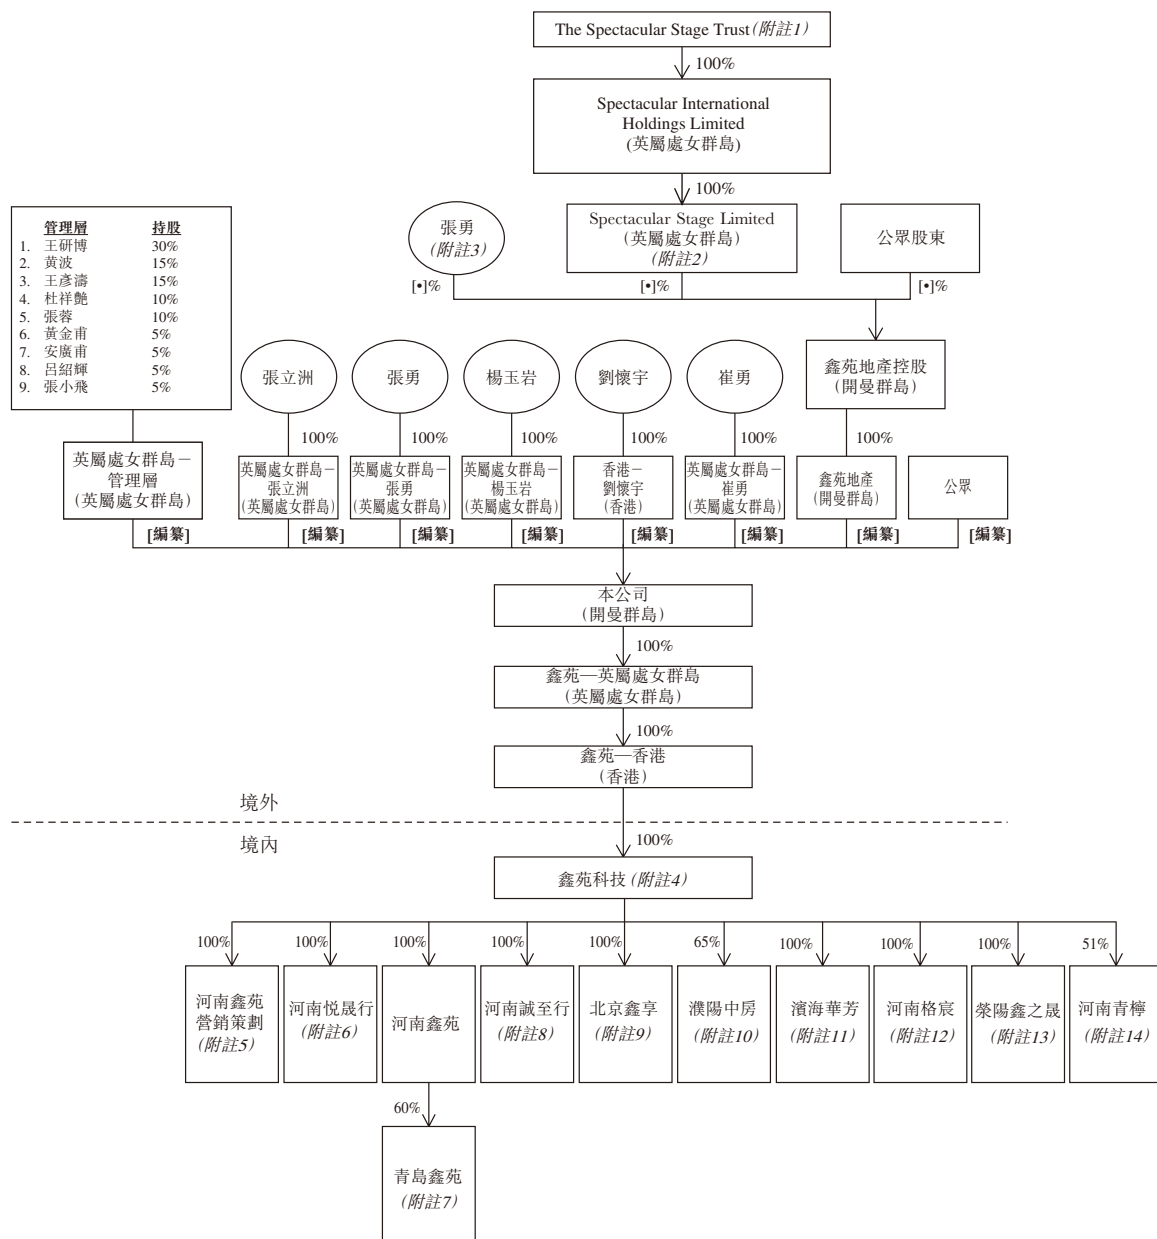 The Spectacular Stage Trust(附註1)
100%
Spectacular International
Holdings Limited
(英屬處女群島)
100%
管理層 持股
1. 王研博 30%
2. 黃波 15%
3. 王彥濤 15%
4. 杜祥艷 10%
5. 張蓉 10%
6. 黃金甫 5%
7. 安廣甫 5%
8. 呂紹輝 5%
9. 張小飛 5%
張勇
(附註3)
Spectacular Stage Limited
(英屬處女群島)
(附註2)
公眾股東
[•]%
[•]%
[•]%
張立洲
張勇
楊玉岩
劉懷宇
崔勇
鑫苑地產控股
(開曼群島)
100%
100%
100%
100%
100%
100%
英屬處女群島－
管理層
(英屬處女群島)
英屬處女群島－
張立洲
(英屬處女群島)
英屬處女群島－
張勇
(英屬處女群島)
英屬處女群島－
楊玉岩
(英屬處女群島)
香港－
劉懷宇
(香港)
英屬處女群島－
崔勇
(英屬處女群島)
鑫苑地產
(開曼群島)
公眾
[編纂]
[編纂]
[編纂]
[編纂]
[編纂]
[編纂]
[編纂]
[編纂]
本公司
(開曼群島)
100%
鑫苑—英屬處女群島
(英屬處女群島)
100%
鑫苑—香港
(香港)
境外
境內
100%
鑫苑科技(附註4)
100%
100%
100%
100%
100%
65%
100%
100%
100%
51%
河南鑫苑
營銷策劃
(附註5)
河南悦晟行
(附註6)
河南鑫苑
河南誠至行
(附註8)
北京鑫享
(附註9)
濮陽中房
(附註10)
濱海華芳
(附註11)
河南格宸
(附註12)
滎陽鑫之晟
(附註13)
河南青檸
(附註14)
60%
青島鑫苑
(附註7)